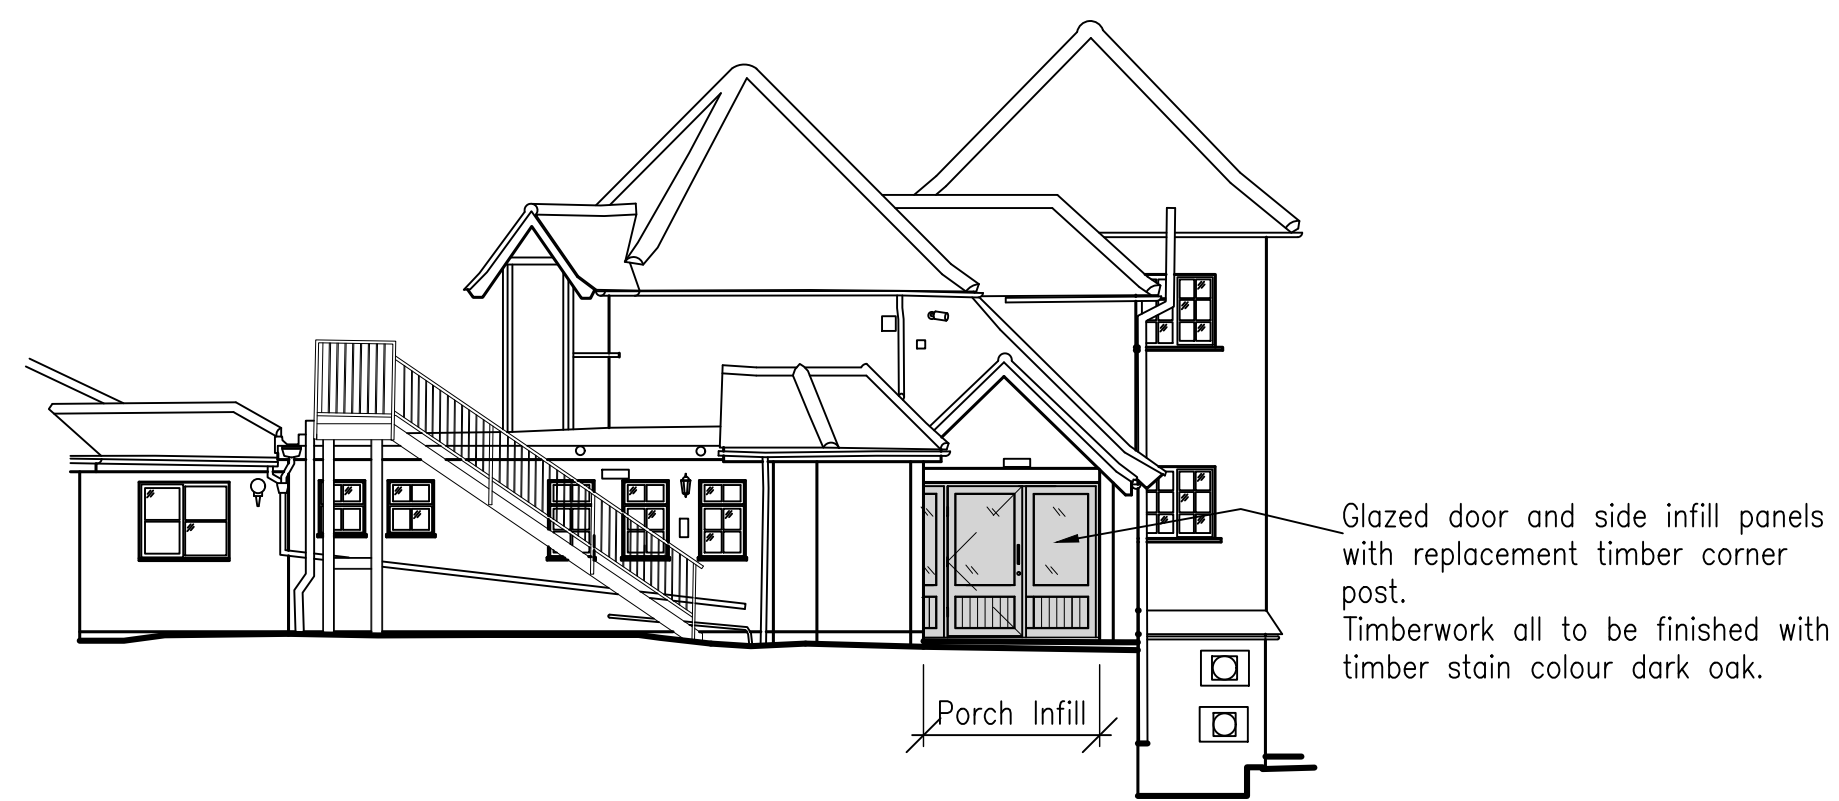 Glazed door and side infill panels
with replacement timber corner
post.
Timberwork all to be finished with
timber stain colour dark oak.
Porch Infill